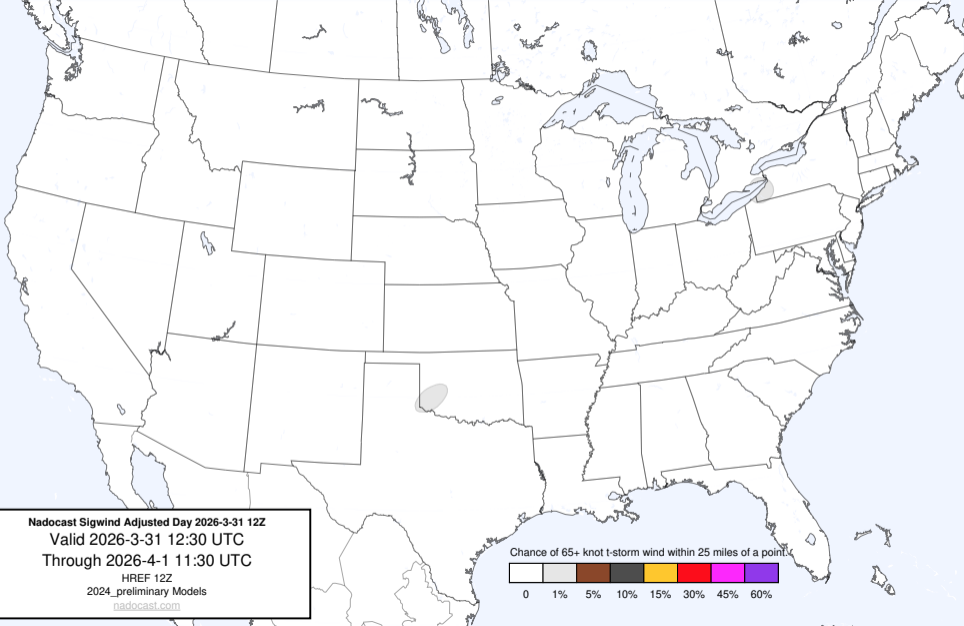 Nadocast Sigwind Adjusted Day 2026-3-31 12Z
Valid 2026-3-31 12:30 UTC
Through 2026-4-1 11:30 UTC
HREF 12Z
2024_preliminary Models
nadocast.com
Chance of 65+ knot t-storm wind within 25 miles of a point.
0 1% 5% 10% 15% 30% 45% 60%